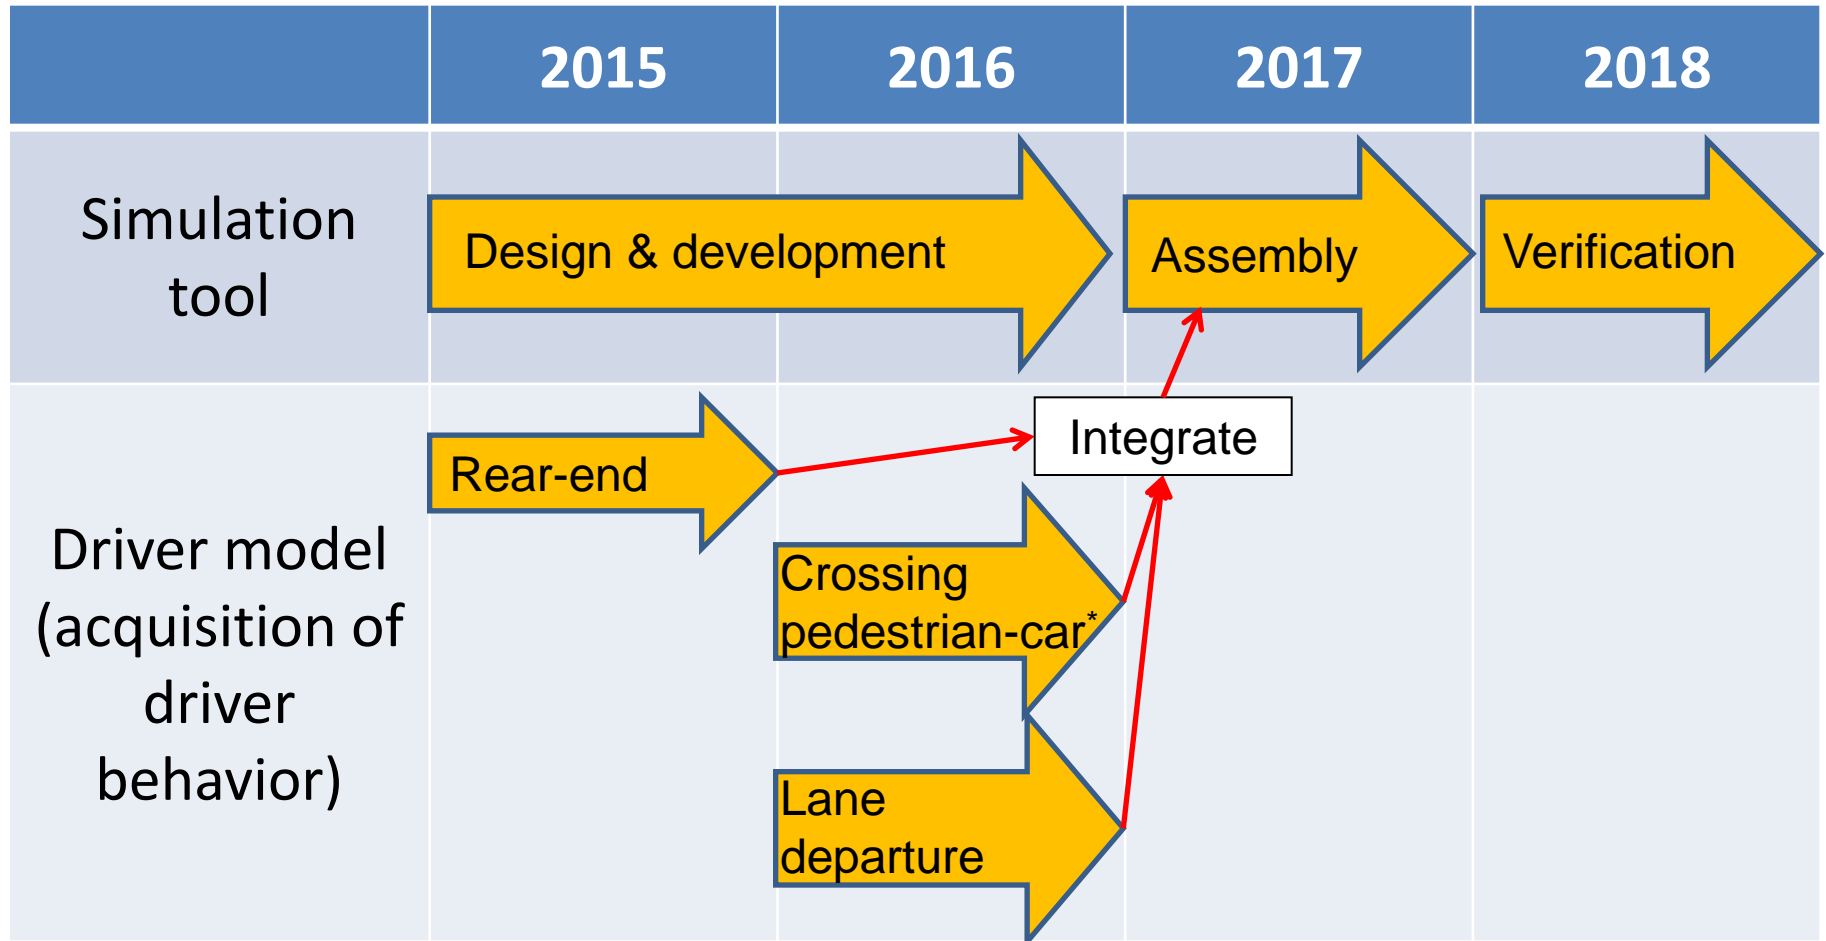 2015 2016 2017 2018
Simulation
tool
Design & development
Assembly
Verification
Driver model
(acquisition of
driver
behavior)
Rear-end
Integrate
Crossing
pedestrian-car*
Lane
departure